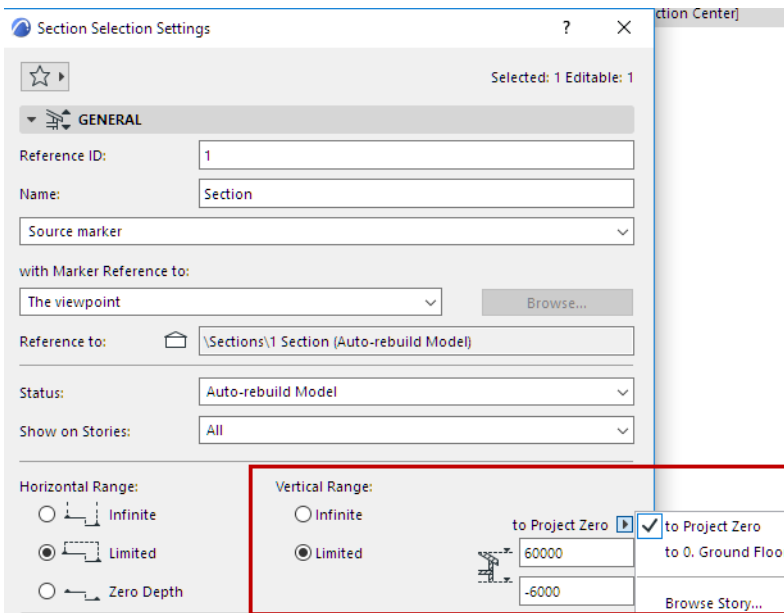 ction Center]
Section Selection Settings
? ×
Selected: 1 Editable: 1
GENERAL
Reference ID: 1
Name: Section
Source marker
with Marker Reference to:
The viewpoint Browse...
Reference to: \Sections\1 Section (Auto-rebuild Model)
Status: Auto-rebuild Model
Show on Stories: All
Horizontal Range: Vertical Range:
Infinite Infinite
to Project Zero to Project Zero
Limited Limited 60000 to 0. Ground Floo
Zero Depth -6000
Browse Story...